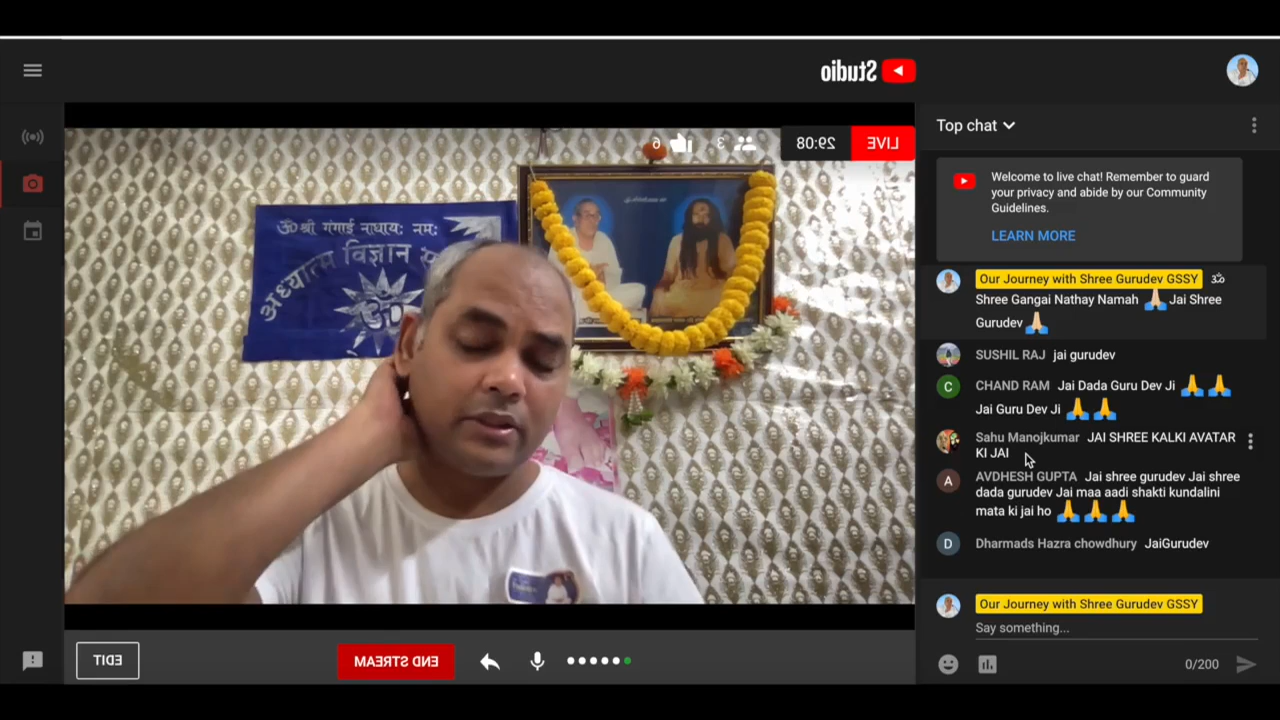 Studio
LIVE
29:08
3
6
ॐ श्री गंगाई नाथाय: नम:
अध्यात्म विज्ञान
EDIT
END STREAM
Top chat
Welcome to live chat! Remember to guard
your privacy and abide by our Community
Guidelines.
LEARN MORE
Our Journey with Shree Gurudev GSSY ॐ
Shree Gangai Nathay Namah 🙏🏻 Jai Shree
Gurudev 🙏🏻
SUSHIL RAJ jai gurudev
C CHAND RAM Jai Dada Guru Dev Ji 🙏 🙏
Jai Guru Dev Ji 🙏 🙏
Sahu Manojkumar JAI SHREE KALKI AVATAR
KI JAI
A AVDHESH GUPTA Jai shree gurudev Jai shree
dada gurudev Jai maa aadi shakti kundalini
mata ki jai ho 🙏 🙏 🙏
D Dharmads Hazra chowdhury JaiGurudev
Our Journey with Shree Gurudev GSSY
Say something...
0/200